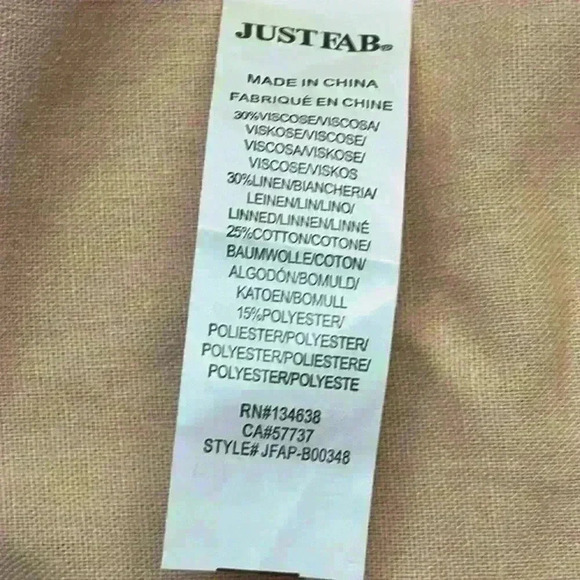 JUSTFAB®
MADE IN CHINA
FABRIQUÉ EN CHINE
30%VISCOSE/VISCOSA/
VISKOSE/VISCOSE/
VISCOSA/VISKOSE/
VISCOSE/VISKOS
30%LINEN/BIANCHERIA/
LEINEN/LIN/LINO/
LINNED/LINNEN/LINNÉ
25%COTTON/COTONE/
BAUMWOLLE/COTON/
ALGODÓN/BOMULD/
KATOEN/BOMULL
15%POLYESTER/
POLIESTER/POLYESTER/
POLYESTER/POLIESTERE/
POLYESTER/POLYESTE
RN#134638
CA#57737
STYLE# JFAP-B00348